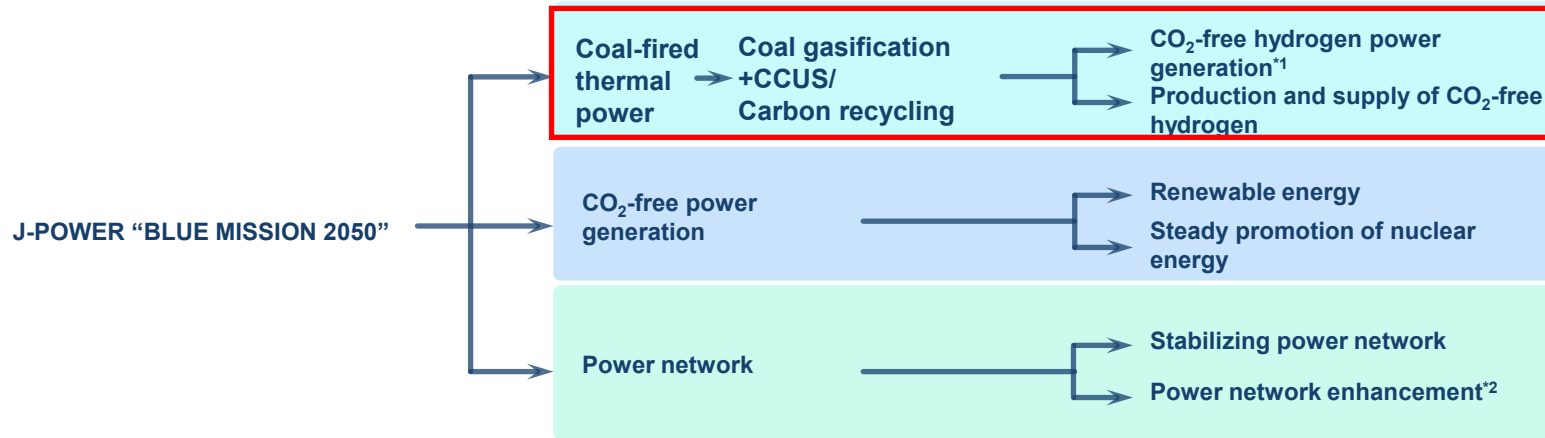 J-POWER “BLUE MISSION 2050”
Coal-fired
thermal
power
Coal gasification
+CCUS/
Carbon recycling
CO₂-free hydrogen power
generation*1
Production and supply of CO₂-free
hydrogen
CO₂-free power
generation
Renewable energy
Steady promotion of nuclear
energy
Power network
Stabilizing power network
Power network enhancement*2